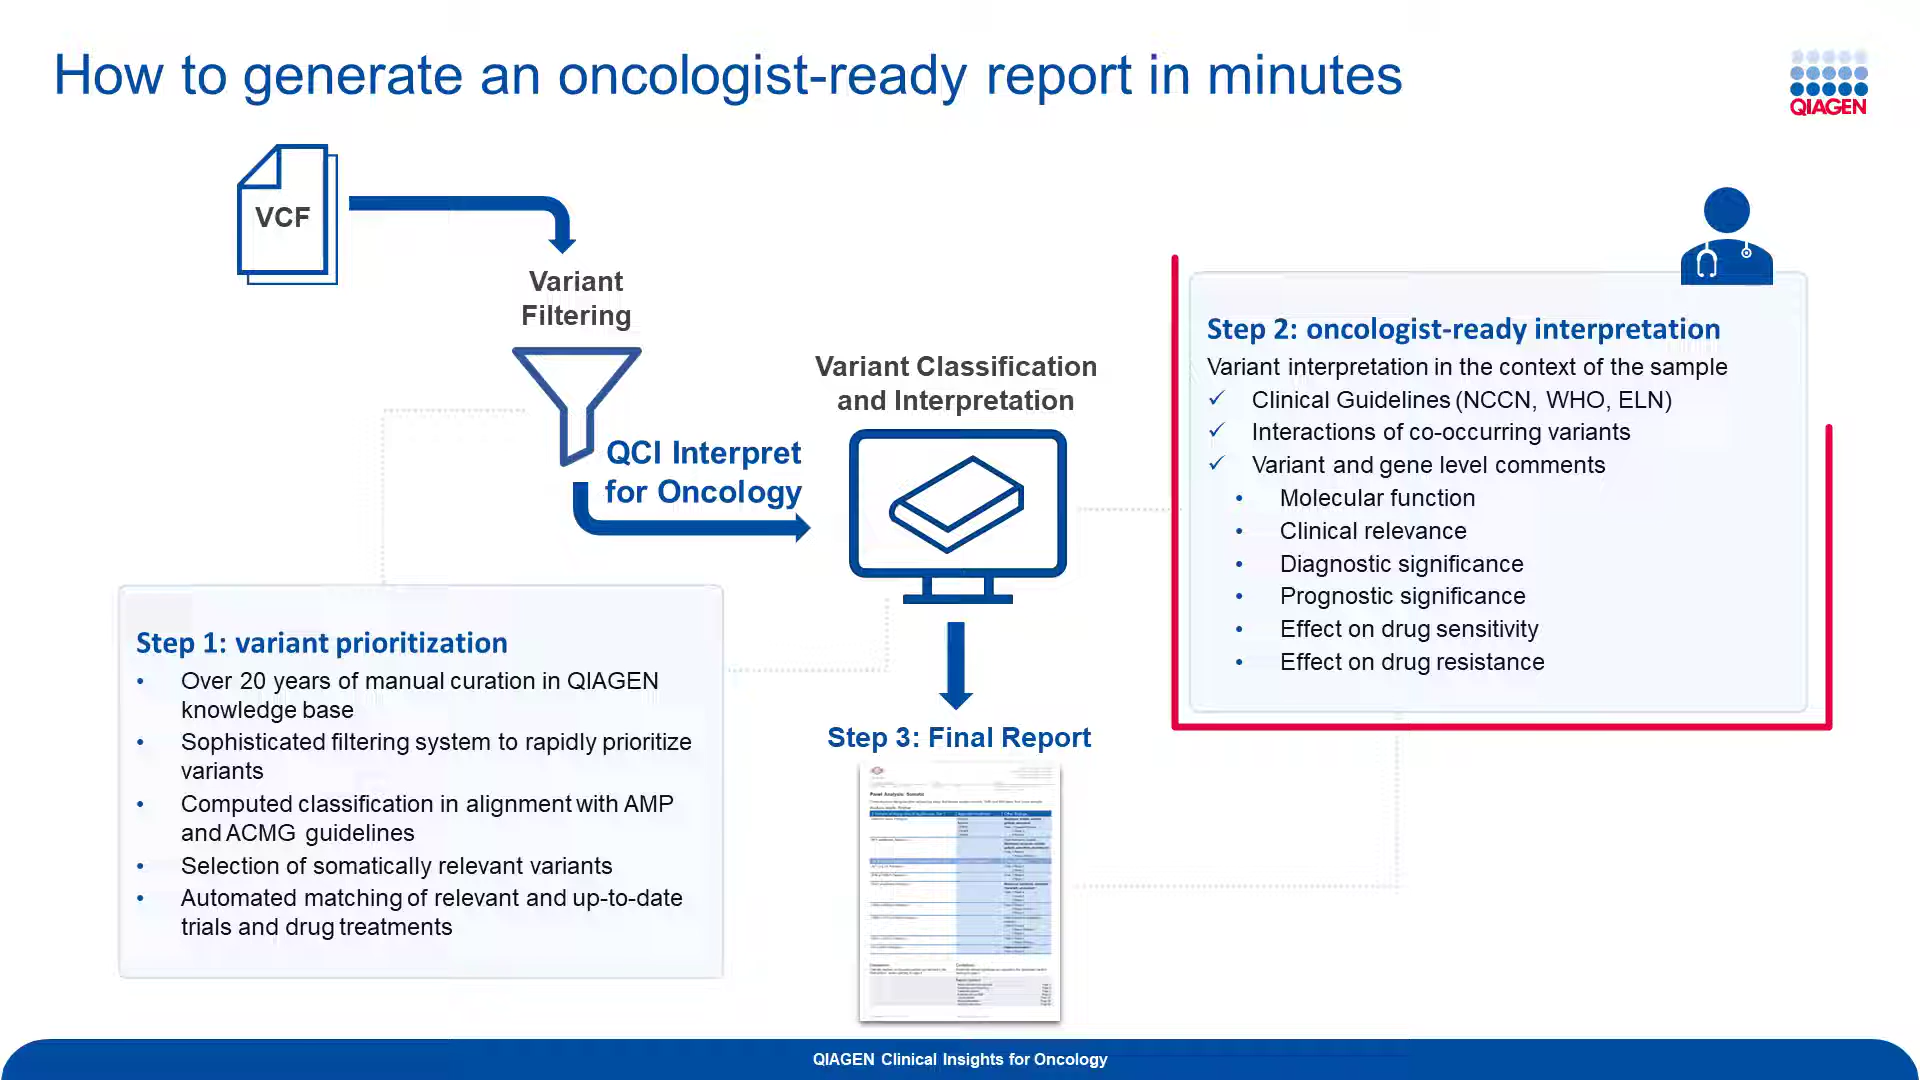 How to generate an oncologist-ready report in minutes
QIAGEN
VCF
Variant
Filtering
QCI Interpret
for Oncology
Variant Classification
and Interpretation
Step 1: variant prioritization
• Over 20 years of manual curation in QIAGEN
knowledge base
• Sophisticated filtering system to rapidly prioritize
variants
• Computed classification in alignment with AMP
and ACMG guidelines
• Selection of somatically relevant variants
• Automated matching of relevant and up-to-date
trials and drug treatments
Step 2: oncologist-ready interpretation
Variant interpretation in the context of the sample
✓ Clinical Guidelines (NCCN, WHO, ELN)
✓ Interactions of co-occurring variants
✓ Variant and gene level comments
• Molecular function
• Clinical relevance
• Diagnostic significance
• Prognostic significance
• Effect on drug sensitivity
• Effect on drug resistance
Step 3: Final Report
QIAGEN Clinical Insights for Oncology